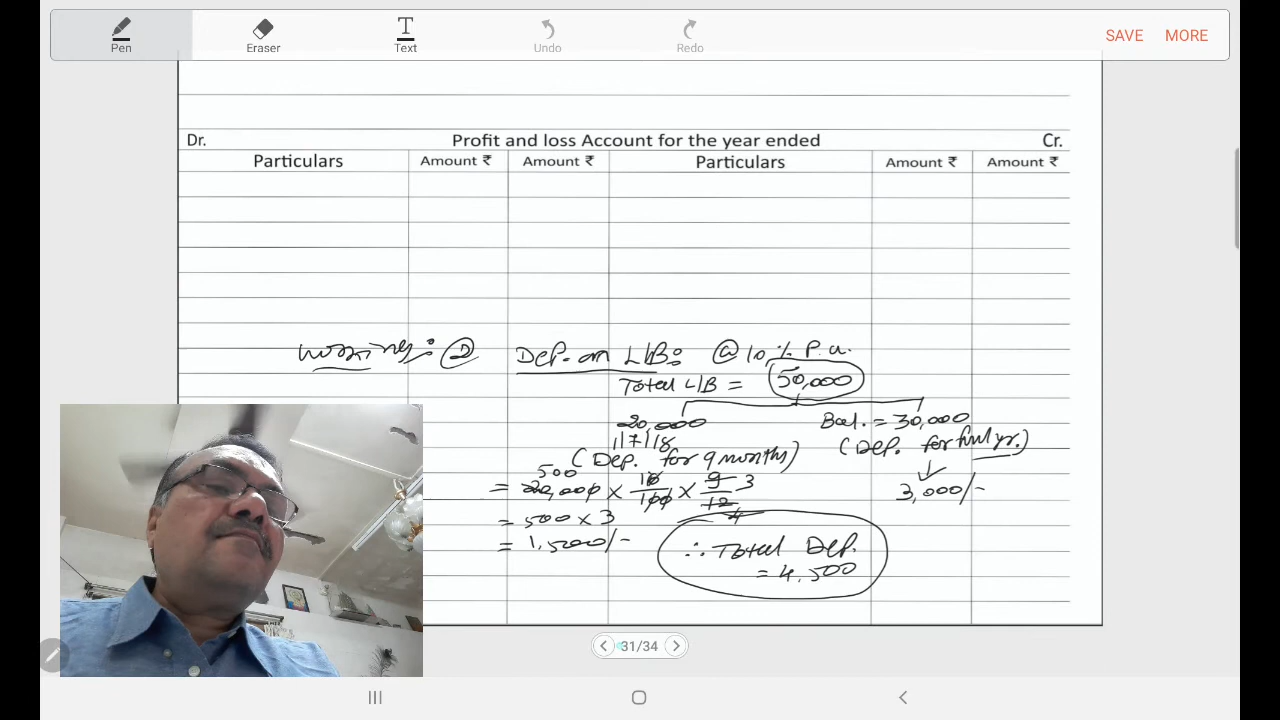 Pen
Eraser
Text
Undo
Redo
SAVE
MORE
Dr.
Profit and loss Account for the year ended
Cr.
Particulars
Amount ₹
Amount ₹
Particulars
Amount ₹
Amount ₹
Working: ②
Dep. on L/B: @ 10% P.a.
Total L/B = 50,000
20,000
1/7/18
(Dep. for 9 months)
Bal. = 30,000
(Dep. for full yr.)
3,000/-
500
= 20,000 × 10/100 × 9/12 3
4
= 500 × 3
= 1,5000/-
∴ Total Dep.
= 4,500
31/34